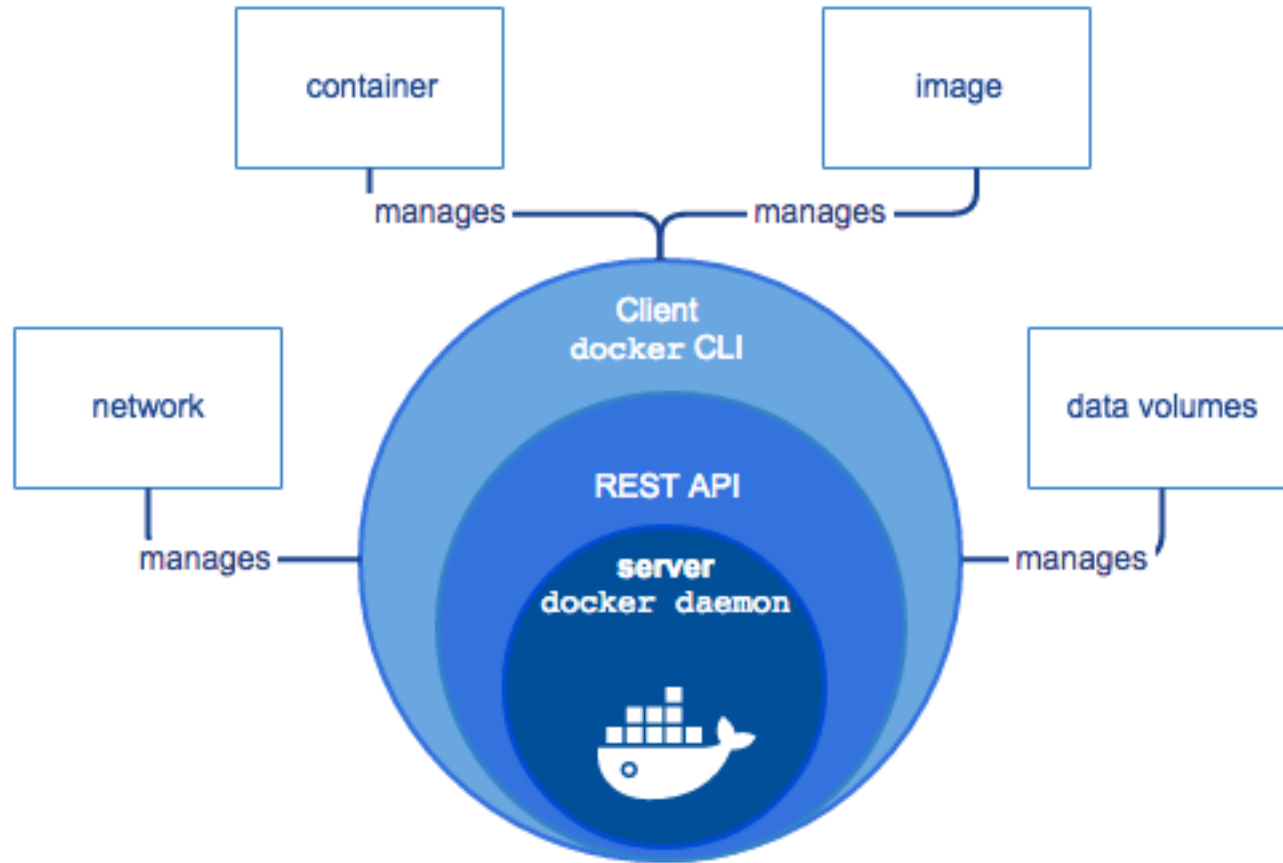 container
image
manages
manages
Client
docker CLI
network
data volumes
REST API
manages
manages
server
docker daemon